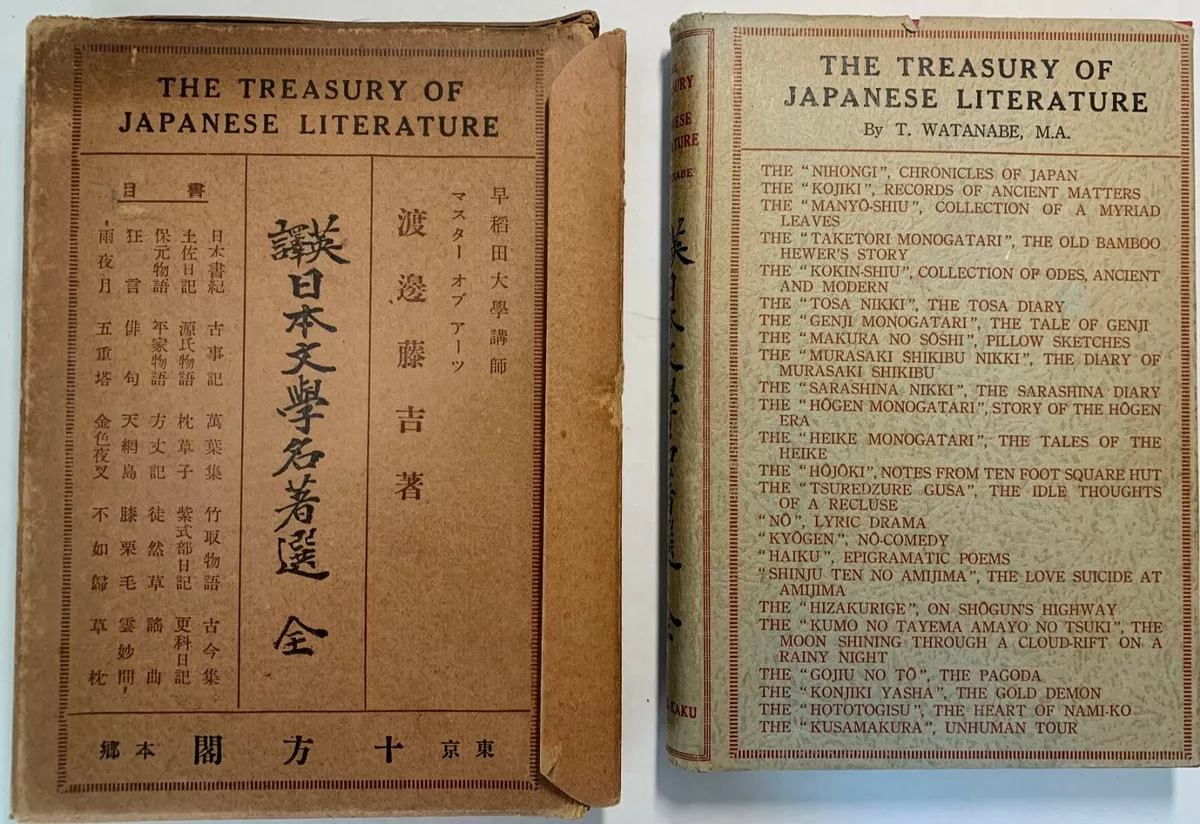 THE TREASURY OF
JAPANESE LITERATURE
早稻田大學講師
マスター オブ アーツ
渡邊藤吉著
英譯日本文學名著選 全
書目
日本書紀 古事記 萬葉集 竹取物語 古今集
土佐日記 源氏物語 枕草子 紫式部日記 更科日記
保元物語 平家物語 方丈記 徒然草 謠曲
狂言 俳句 天網島 膝栗毛 雲妙間
雨夜月 五重塔 金色夜叉 不如歸 草枕
東京 十方閣 本郷
THE TREASURY OF
JAPANESE LITERATURE
By T. WATANABE, M.A.
THE "NIHONGI", CHRONICLES OF JAPAN
THE "KOJIKI", RECORDS OF ANCIENT MATTERS
THE "MANYŌ-SHIU", COLLECTION OF A MYRIAD
LEAVES
THE "TAKETORI MONOGATARI", THE OLD BAMBOO
HEWER'S STORY
THE "KOKIN-SHIU", COLLECTION OF ODES, ANCIENT
AND MODERN
THE "TOSA NIKKI", THE TOSA DIARY
THE "GENJI MONOGATARI", THE TALE OF GENJI
THE "MAKURA NO SŌSHI", PILLOW SKETCHES
THE "MURASAKI SHIKIBU NIKKI", THE DIARY OF
MURASAKI SHIKIBU
THE "SARASHINA NIKKI", THE SARASHINA DIARY
THE "HŌGEN MONOGATARI", STORY OF THE HŌGEN
ERA
THE "HEIKE MONOGATARI", THE TALES OF THE
HEIKE
THE "HŌJŌKI", NOTES FROM TEN FOOT SQUARE HUT
THE "TSUREDZURE GUSA", THE IDLE THOUGHTS
OF A RECLUSE
"NŌ", LYRIC DRAMA
"KYŌGEN", NŌ-COMEDY
"HAIKU", EPIGRAMATIC POEMS
"SHINJU TEN NO AMIJIMA", THE LOVE SUICIDE AT
AMIJIMA
THE "HIZAKURIGE", ON SHŌGUN'S HIGHWAY
THE "KUMO NO TAYEMA AMAYO NO TSUKI", THE
MOON SHINING THROUGH A CLOUD-RIFT ON A
RAINY NIGHT
THE "GOJIU NO TŌ", THE PAGODA
THE "KONJIKI YASHA", THE GOLD DEMON
THE "HOTOTOGISU", THE HEART OF NAMI-KO
THE "KUSAMAKURA", UNHUMAN TOUR